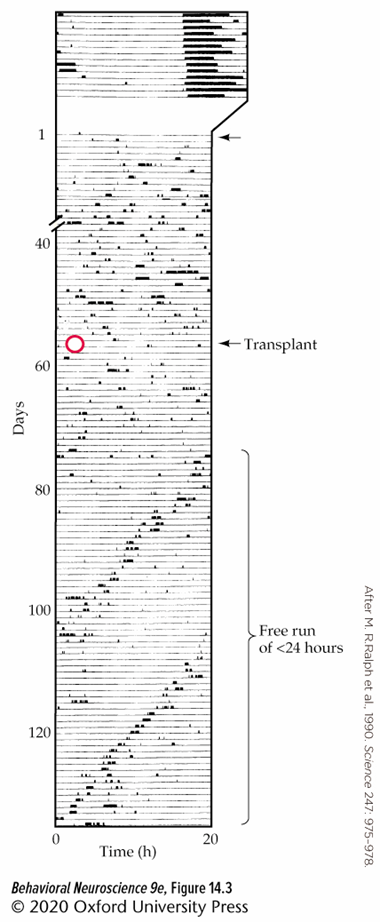 1
40
Transplant
60
Days
80
100
Free run
of <24 hours
120
0 20
Time (h)
After M. R.Ralph et al., 1990. Science 247: 975–978.
Behavioral Neuroscience 9e, Figure 14.3
© 2020 Oxford University Press